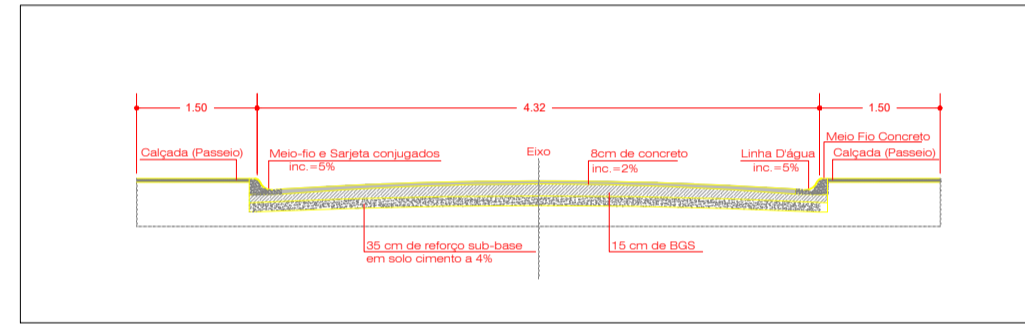 1.50
4.32
1.50
Meio Fio Concreto
Calçada (Passeio)
Meio-fio e Sarjeta conjugados
inc.=5%
Eixo
8cm de concreto
inc.=2%
Linha D'água
inc.=5%
Calçada (Passeio)
35 cm de reforço sub-base
em solo cimento a 4%
15 cm de BGS